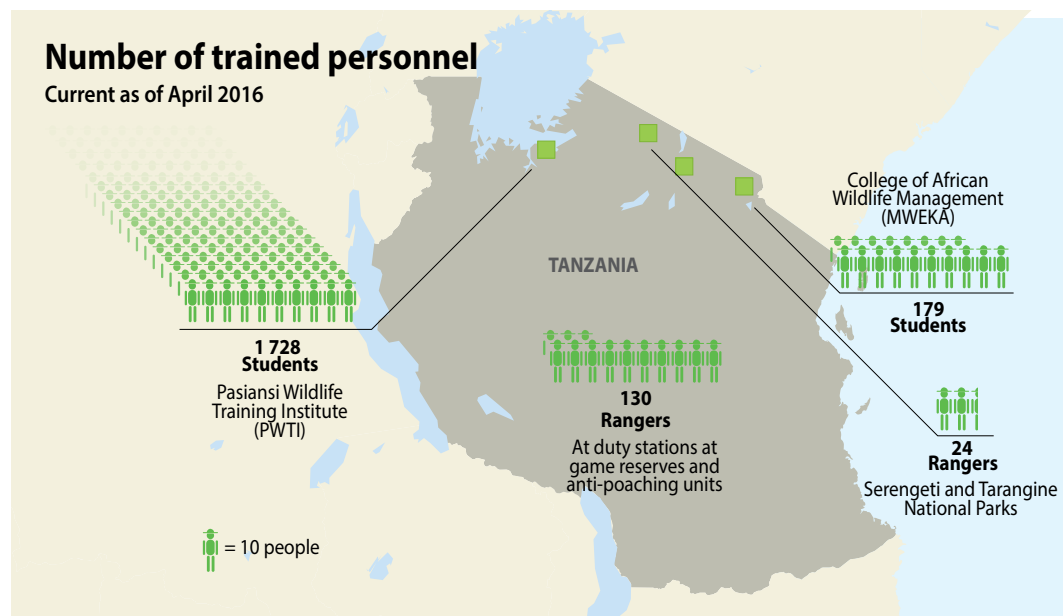 Number of trained personnel
Current as of April 2016
College of African
Wildlife Management
(MWEKA)
TANZANIA
179
Students
1 728
Students
Pasiansi Wildlife
Training Institute
(PWTI)
130
Rangers
At duty stations at
game reserves and
anti-poaching units
24
Rangers
Serengeti and Tarangine
National Parks
= 10 people